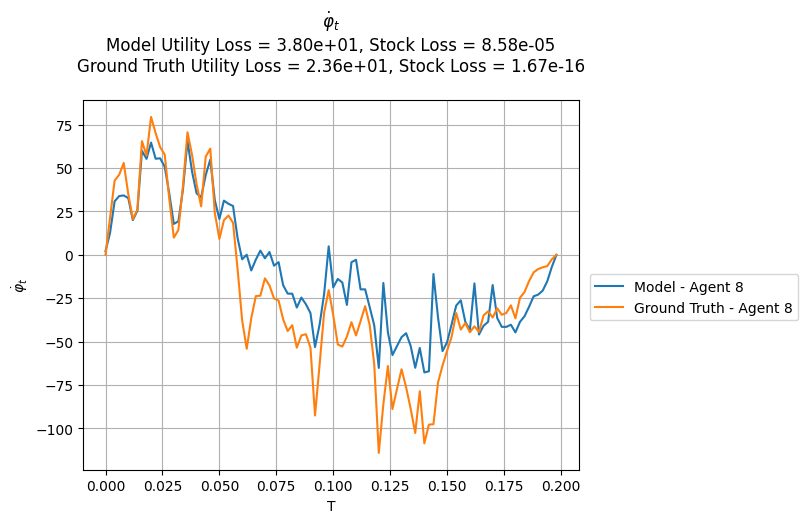 φ̇ₜ
Model Utility Loss = 3.80e+01, Stock Loss = 8.58e-05
Ground Truth Utility Loss = 2.36e+01, Stock Loss = 1.67e-16
75
50
25
0
−25
−50
−75
−100
φ̇ₜ
0.000 0.025 0.050 0.075 0.100 0.125 0.150 0.175 0.200
T
Model - Agent 8
Ground Truth - Agent 8